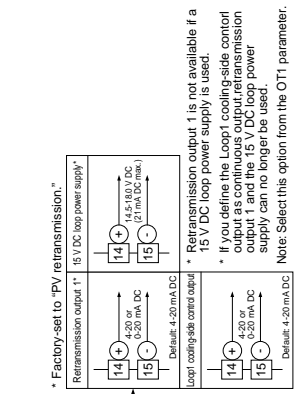 * Factory-set to "PV retransmission."
Retransmission output 1*
14 +
15 -
4-20 or
0-20 mA DC
Default: 4-20 mA DC
15 V DC loop power supply*
14 +
15 -
14.5-18.0 V DC
(21 mA DC max.)
Loop1 cooling-side control output
14 +
15 -
4-20 or
0-20 mA DC
Default: 4-20 mA DC
* Retransmission output 1 is not available if a
15 V DC loop power supply is used.
* If you define the Loop1 cooling-side contorl
output as continuous output,retransmission
output 1 and the 15 V DC loop power
supply can no longer be used.
Note: Select this option from the OT1 parameter.